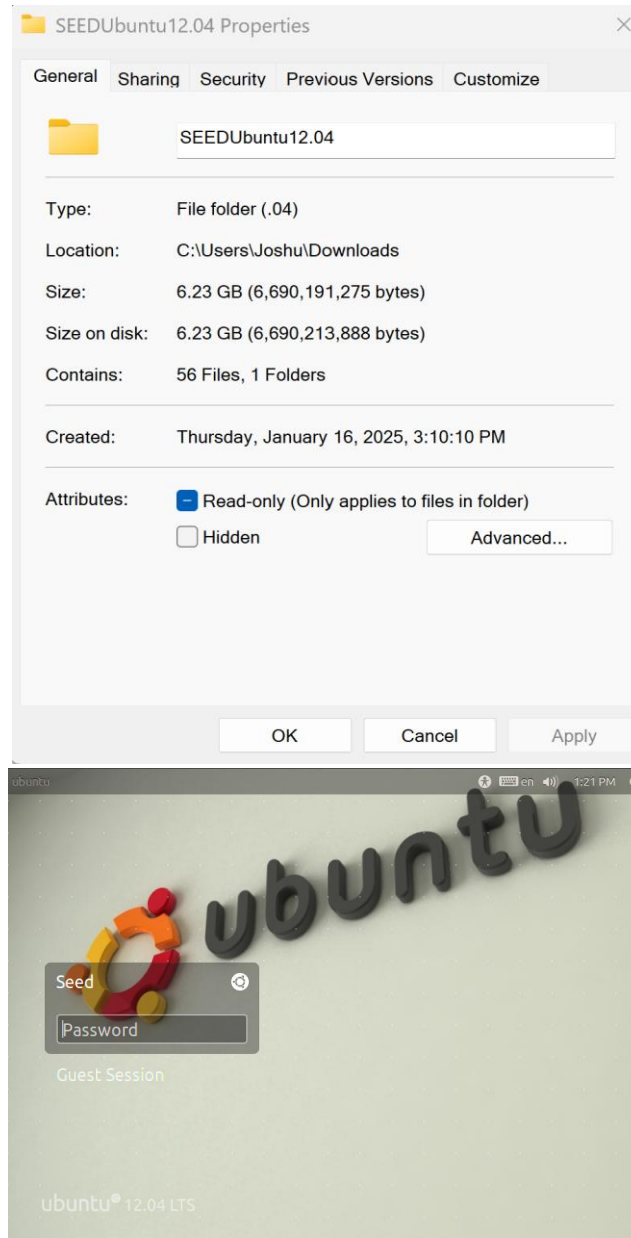 SEEDUbuntu12.04 Properties
General Sharing Security Previous Versions Customize
SEEDUbuntu12.04
Type: File folder (.04)
Location: C:\Users\Joshu\Downloads
Size: 6.23 GB (6,690,191,275 bytes)
Size on disk: 6.23 GB (6,690,213,888 bytes)
Contains: 56 Files, 1 Folders
Created: Thursday, January 16, 2025, 3:10:10 PM
Attributes: Read-only (Only applies to files in folder)
Hidden Advanced...
OK Cancel Apply
ubuntu en 1:21 PM
ubuntu
Seed
Password
Guest Session
ubuntu® 12.04 LTS